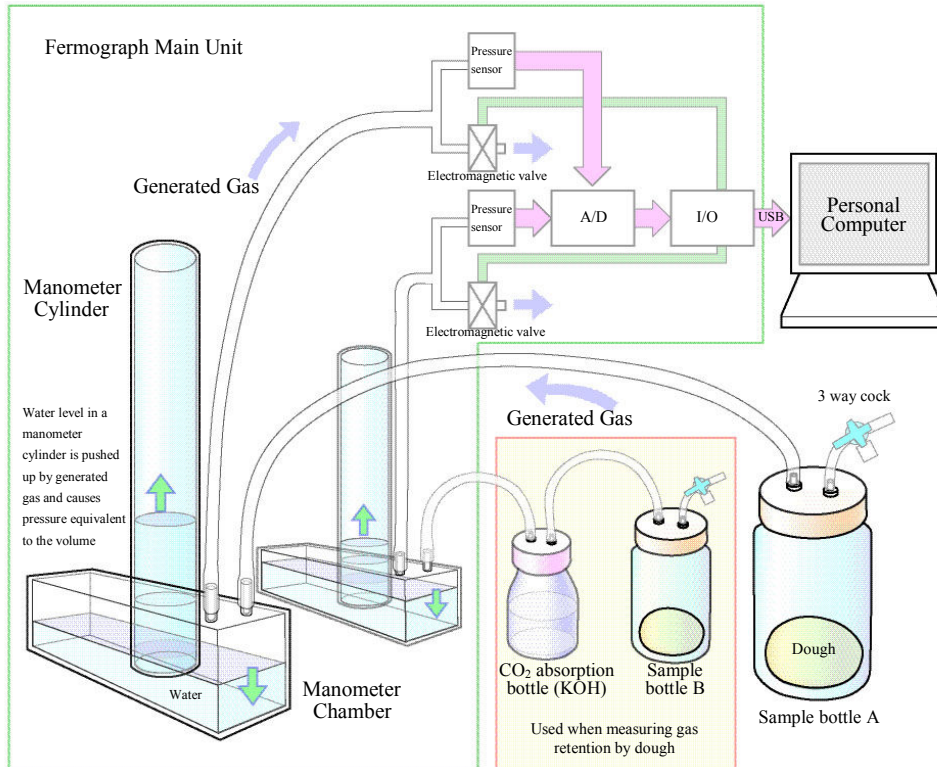 Fermograph Main Unit
Pressure
sensor
Generated Gas
Electromagnetic valve
Pressure
sensor
A/D
I/O
USB
Personal
Computer
Manometer
Cylinder
Electromagnetic valve
Water level in a
manometer
cylinder is pushed
up by generated
gas and causes
pressure equivalent
to the volume
Generated Gas
3 way cock
Water
Manometer
Chamber
CO₂ absorption
bottle (KOH)
Sample
bottle B
Dough
Sample bottle A
Used when measuring gas
retention by dough